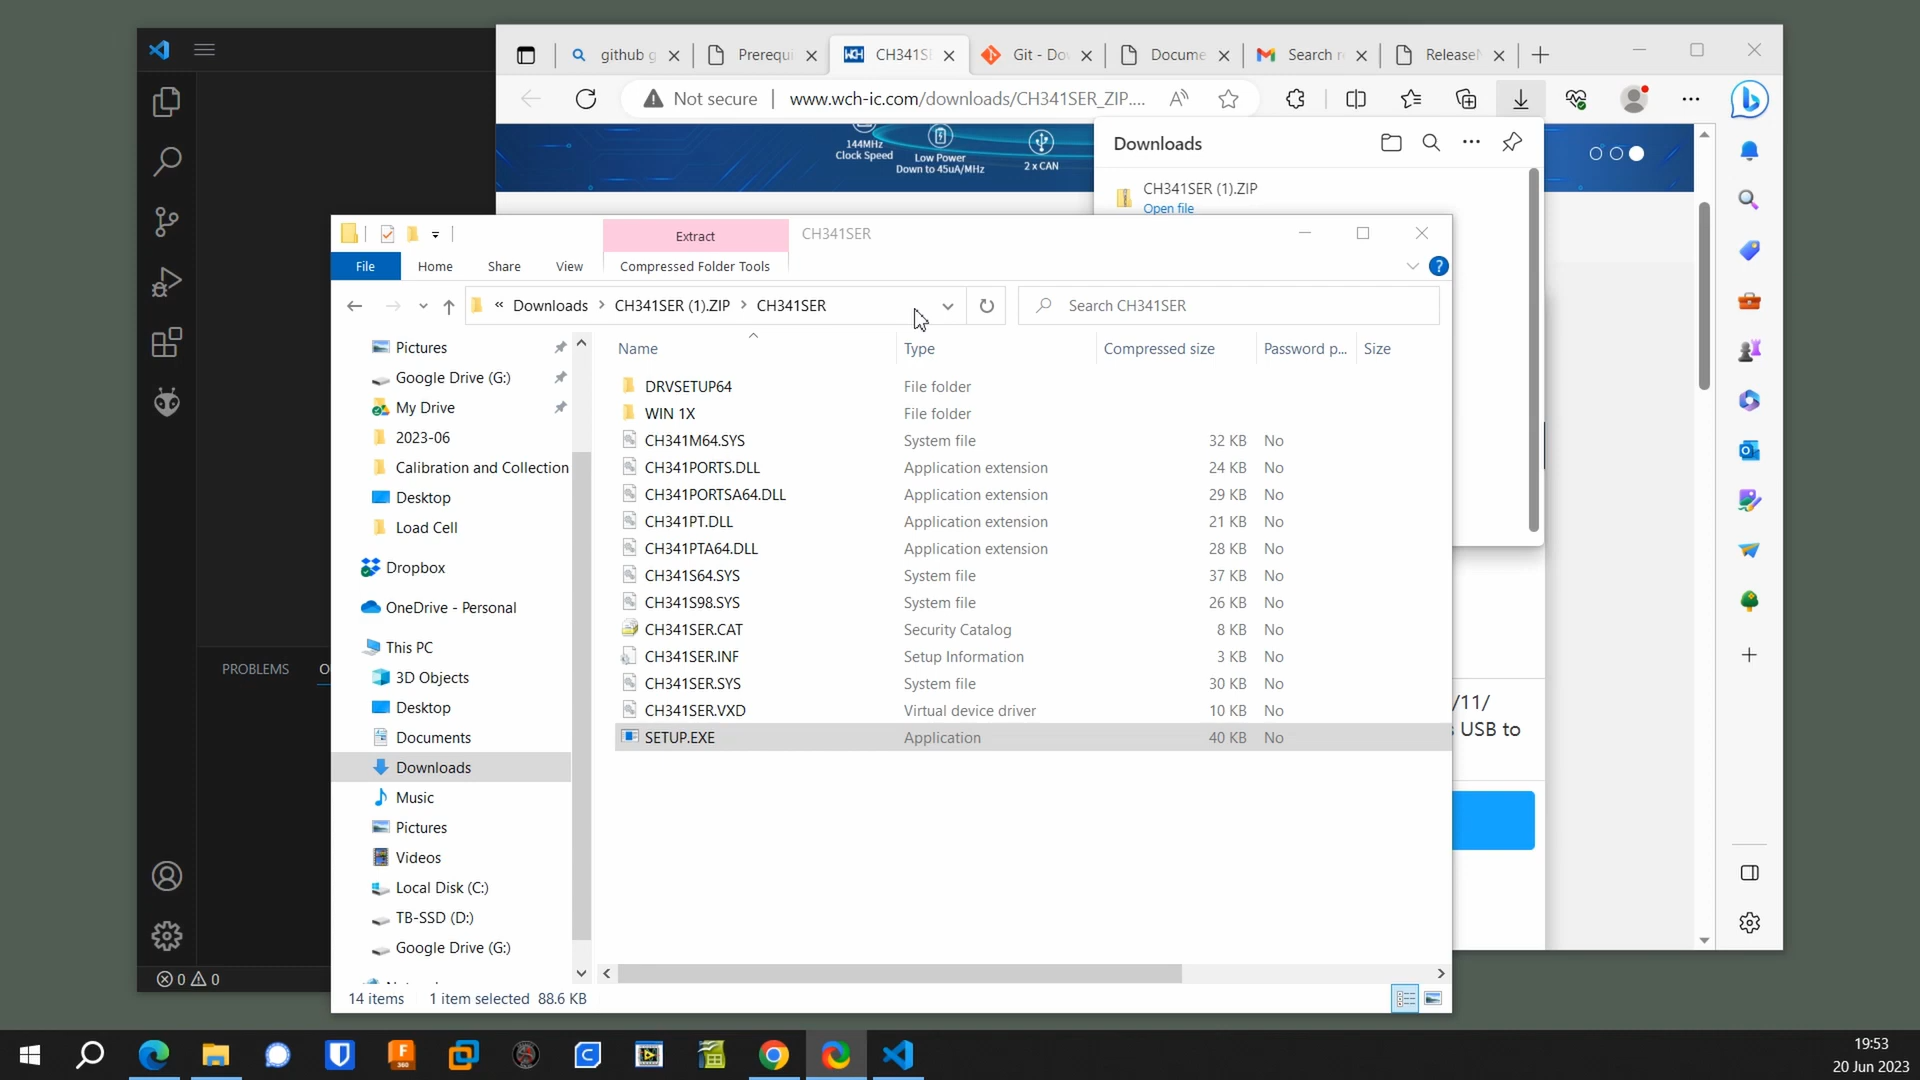 github g
Prerequi
CH341S
Git - Do
Docume
Search r
Release
Not secure
www.wch-ic.com/downloads/CH341SER_ZIP....
144MHz
Clock Speed
Low Power
Down to 45uA/MHz
2 x CAN
Downloads
CH341SER (1).ZIP
Open file
Extract
CH341SER
File
Home
Share
View
Compressed Folder Tools
« Downloads > CH341SER (1).ZIP > CH341SER
Search CH341SER
Name
Type
Compressed size
Password p...
Size
Pictures
Google Drive (G:)
My Drive
2023-06
Calibration and Collection
Desktop
Load Cell
Dropbox
OneDrive - Personal
This PC
3D Objects
Desktop
Documents
Downloads
Music
Pictures
Videos
Local Disk (C:)
TB-SSD (D:)
Google Drive (G:)
DRVSETUP64 File folder
WIN 1X File folder
CH341M64.SYS System file 32 KB No
CH341PORTS.DLL Application extension 24 KB No
CH341PORTSA64.DLL Application extension 29 KB No
CH341PT.DLL Application extension 21 KB No
CH341PTA64.DLL Application extension 28 KB No
CH341S64.SYS System file 37 KB No
CH341S98.SYS System file 26 KB No
CH341SER.CAT Security Catalog 8 KB No
CH341SER.INF Setup Information 3 KB No
CH341SER.SYS System file 30 KB No
CH341SER.VXD Virtual device driver 10 KB No
SETUP.EXE Application 40 KB No
14 items
1 item selected 88.6 KB
PROBLEMS
O
0 0
/11/
USB to
19:53
20 Jun 2023